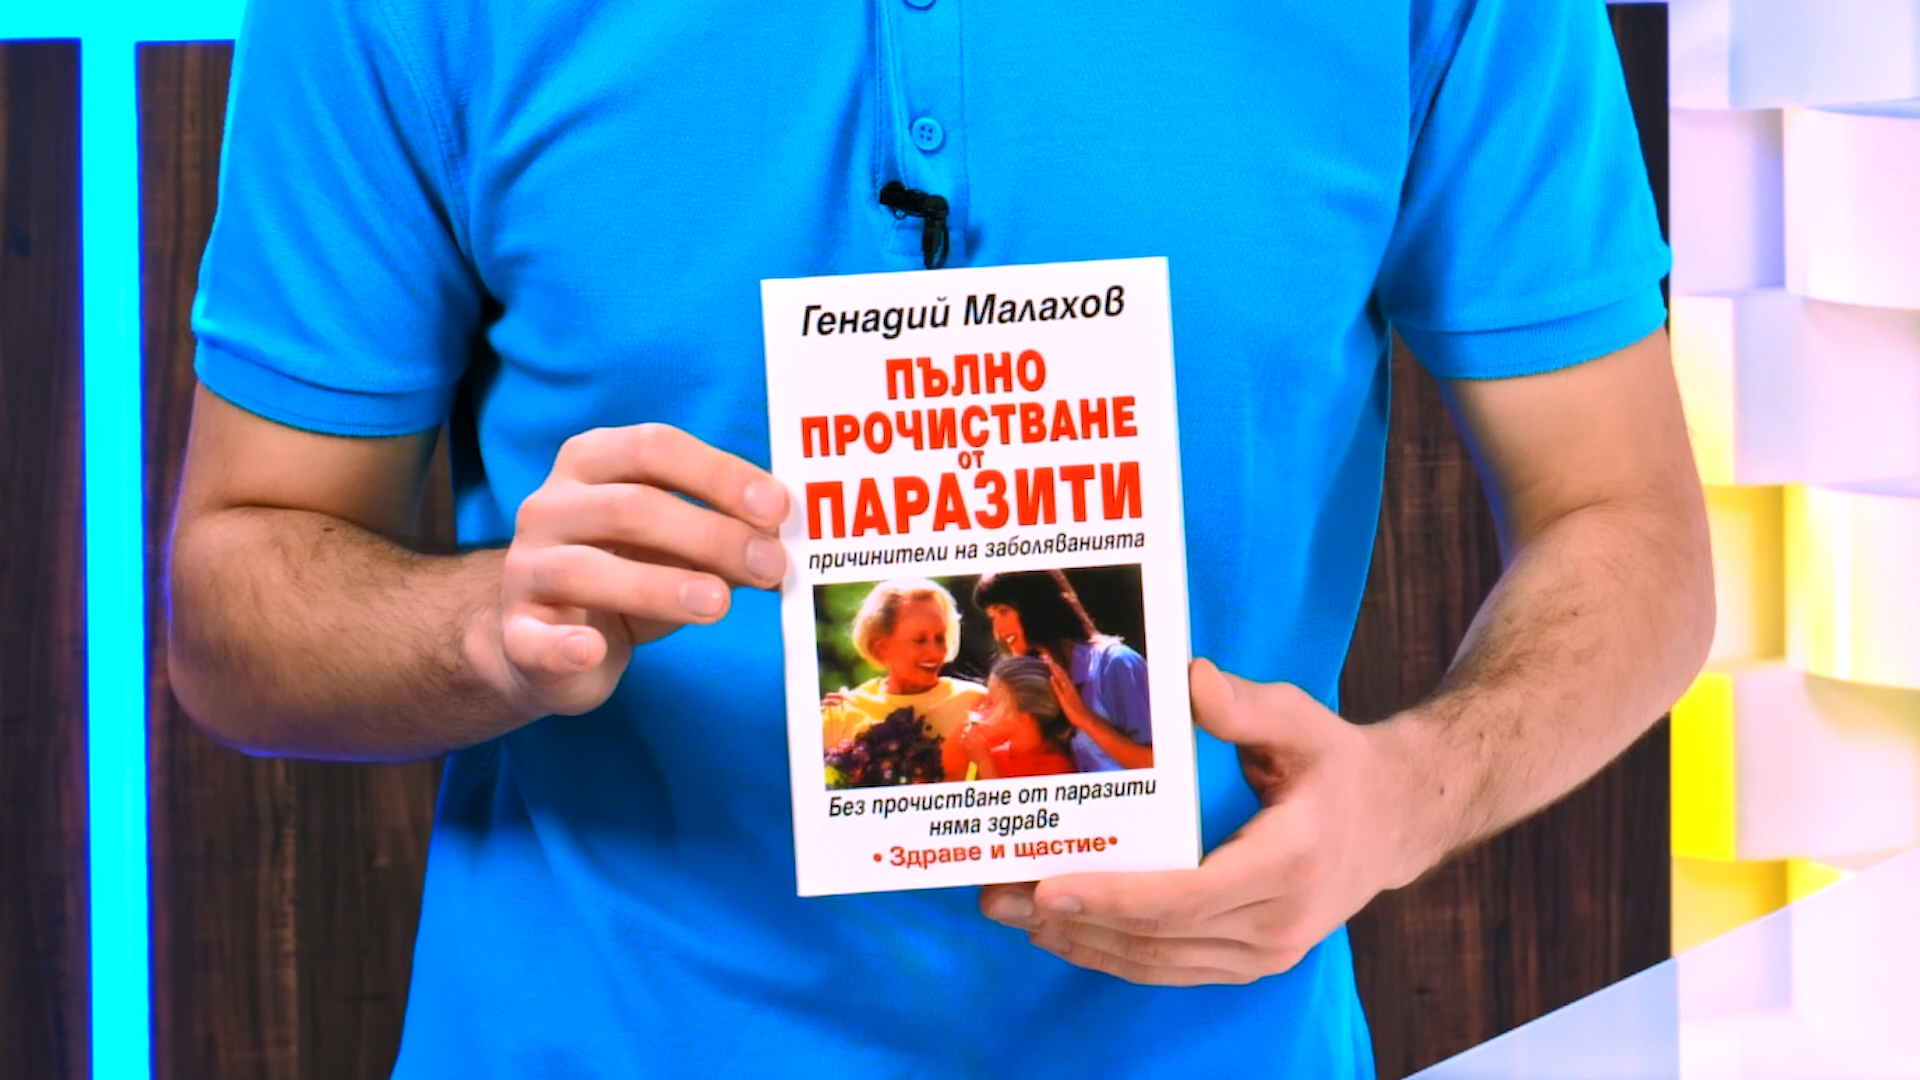 Генадий Малахов
ПЪЛНО
ПРОЧИСТВАНЕ
ОТ
ПАРАЗИТИ
причинители на заболяванията
Без прочистване от паразити
няма здраве
• Здраве и щастие•